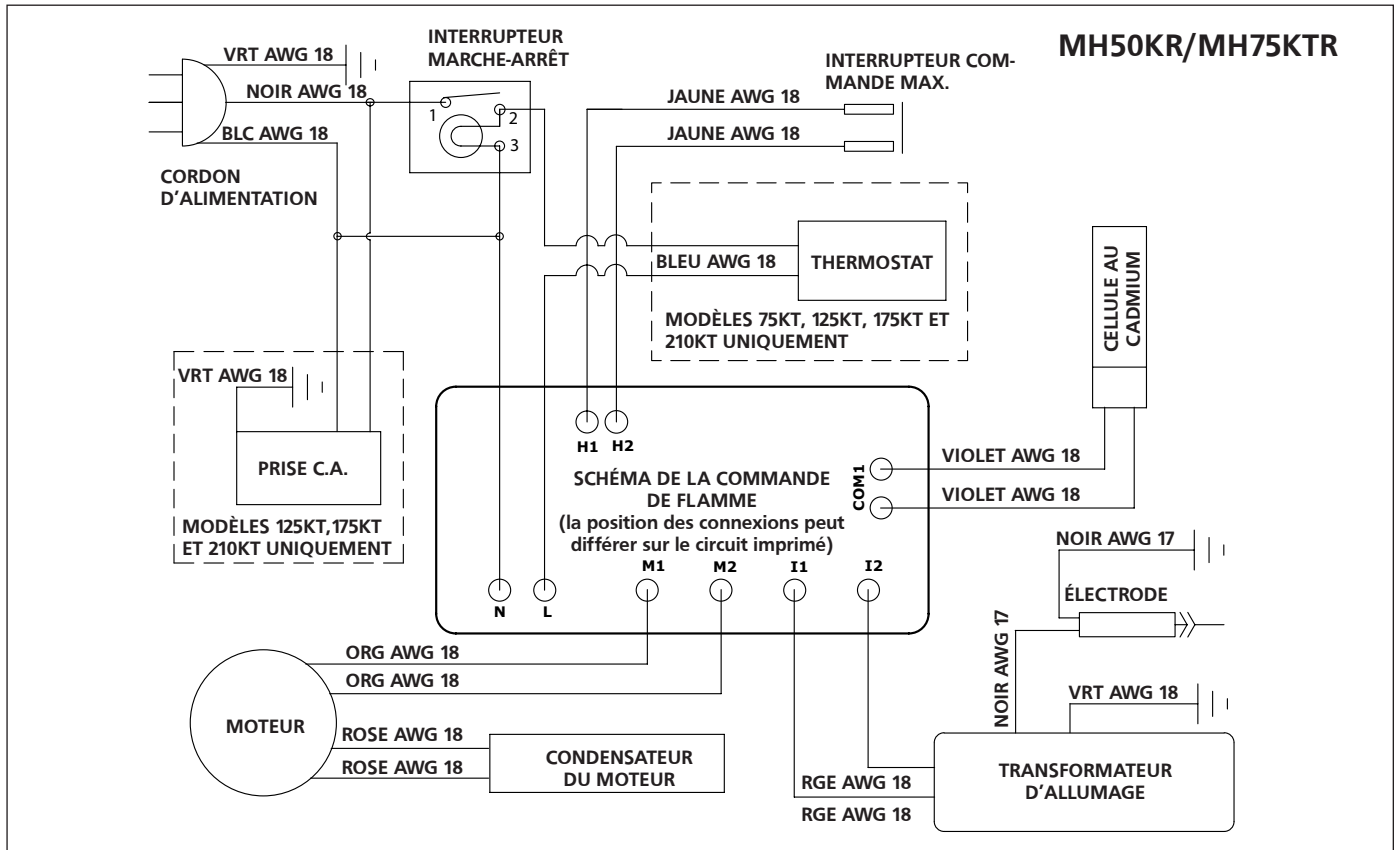 MH50KR/MH75KTR
VRT AWG 18
INTERRUPTEUR
MARCHE-ARRÊT
INTERRUPTEUR COM-
MANDE MAX.
NOIR AWG 18
JAUNE AWG 18
1
2
BLC AWG 18
JAUNE AWG 18
3
CORDON
D'ALIMENTATION
BLEU AWG 18
THERMOSTAT
MODÈLES 75KT, 125KT, 175KT ET
210KT UNIQUEMENT
CELLULE AU
CADMIUM
VRT AWG 18
PRISE C.A.
MODÈLES 125KT,175KT
ET 210KT UNIQUEMENT
H1
H2
SCHÉMA DE LA COMMANDE
DE FLAMME
(la position des connexions peut
différer sur le circuit imprimé)
COM1
VIOLET AWG 18
VIOLET AWG 18
M1
M2
I1
I2
N
L
NOIR AWG 17
ÉLECTRODE
NOIR AWG 17
VRT AWG 18
ORG AWG 18
ORG AWG 18
MOTEUR
ROSE AWG 18
ROSE AWG 18
CONDENSATEUR
DU MOTEUR
RGE AWG 18
RGE AWG 18
TRANSFORMATEUR
D'ALLUMAGE